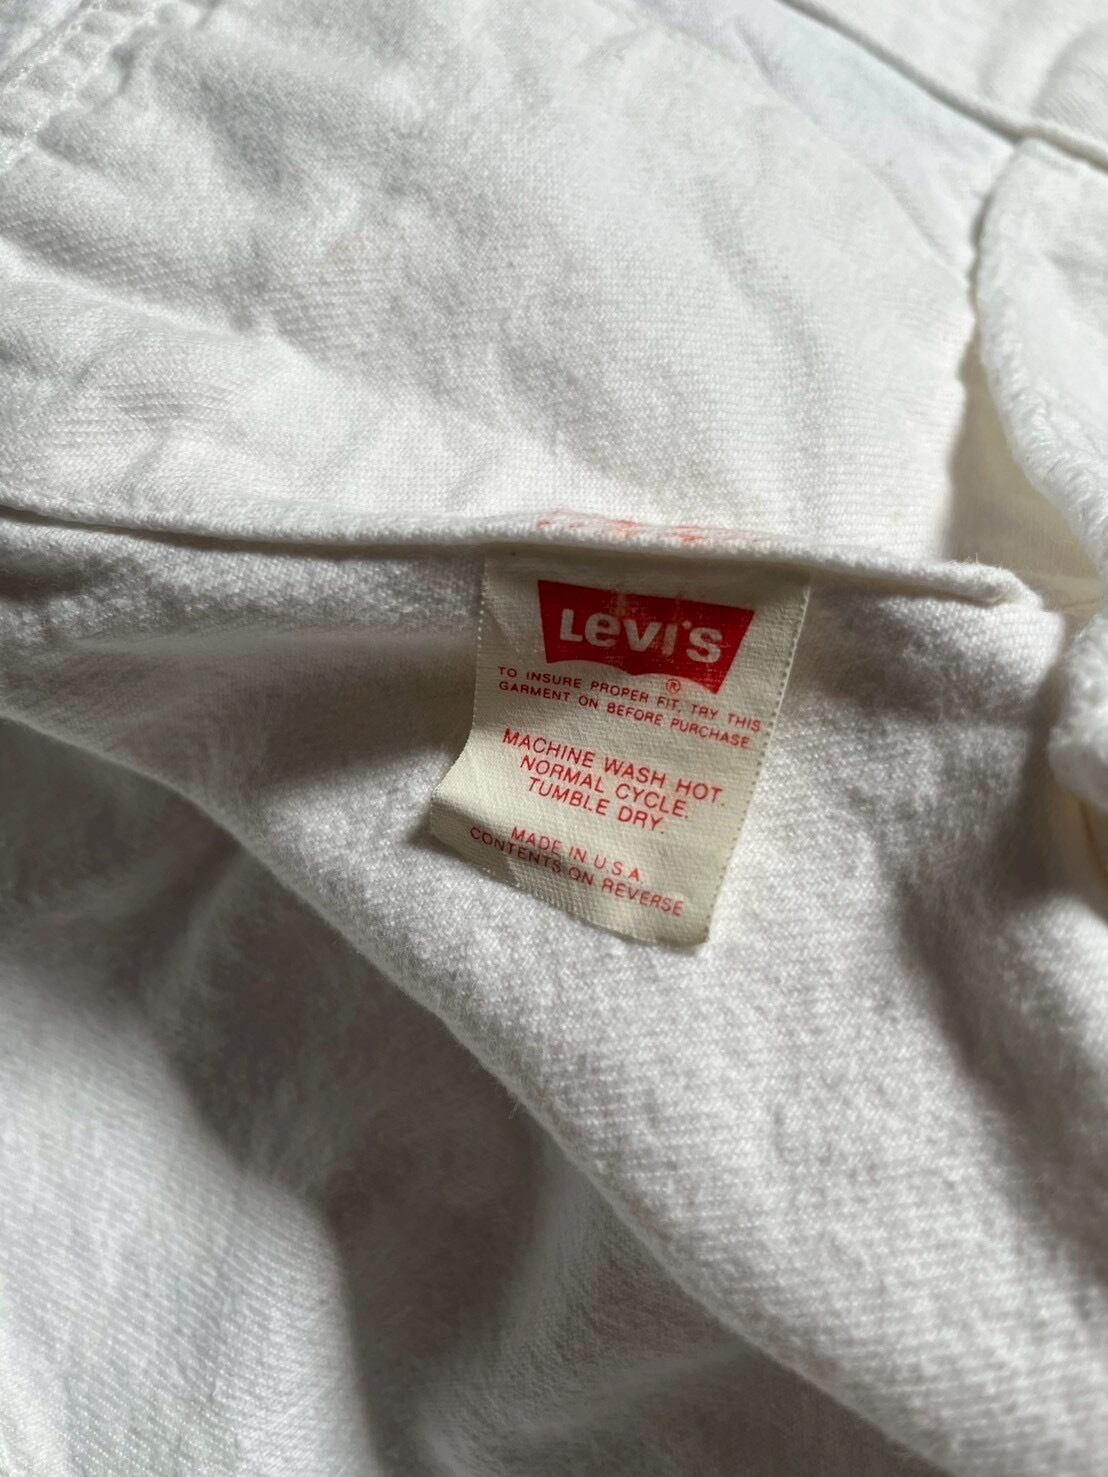 Levi's
®
TO INSURE PROPER FIT, TRY THIS
GARMENT ON BEFORE PURCHASE
MACHINE WASH HOT.
NORMAL CYCLE.
TUMBLE DRY.
MADE IN U.S.A.
CONTENTS ON REVERSE